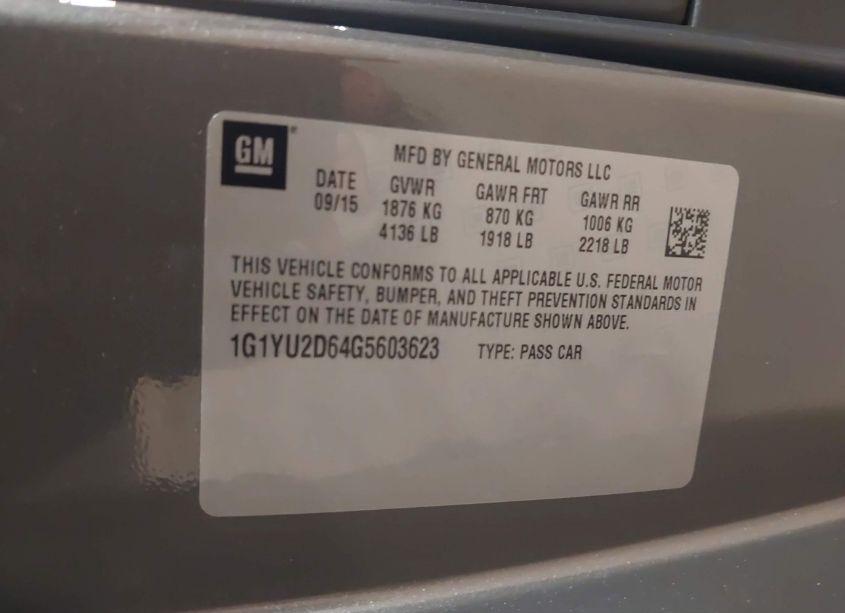 GM
MFD BY GENERAL MOTORS LLC
DATE GVWR GAWR FRT GAWR RR
09/15 1876 KG 870 KG 1006 KG
4136 LB 1918 LB 2218 LB
THIS VEHICLE CONFORMS TO ALL APPLICABLE U.S. FEDERAL MOTOR
VEHICLE SAFETY, BUMPER, AND THEFT PREVENTION STANDARDS IN
EFFECT ON THE DATE OF MANUFACTURE SHOWN ABOVE.
1G1YU2D64G5603623 TYPE: PASS CAR